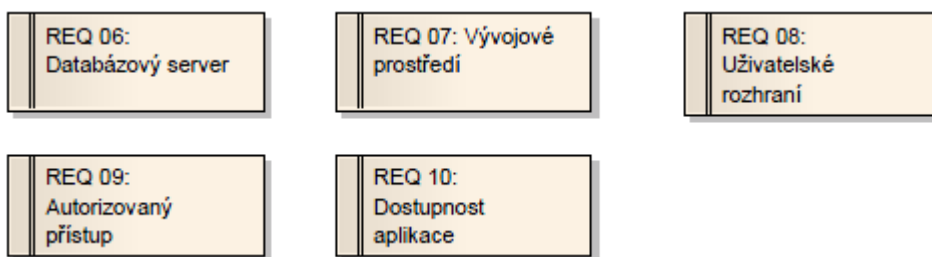 REQ 06:
Databázový server
REQ 07: Vývojové
prostředí
REQ 08:
Uživatelské
rozhraní
REQ 09:
Autorizovaný
přístup
REQ 10:
Dostupnost
aplikace